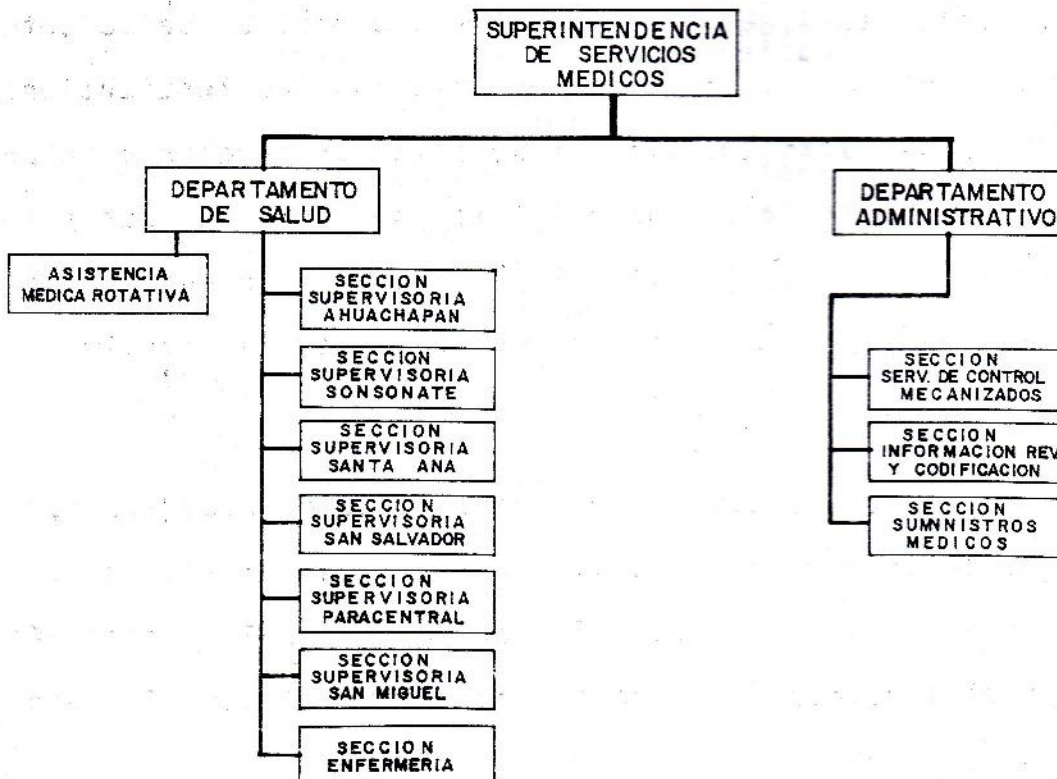 SUPERINTENDENCIA
DE SERVICIOS
MEDICOS
DEPARTAMENTO
DE SALUD
ASISTENCIA
MEDICA ROTATIVA
SECCION
SUPERVISORIA
AHUACHAPAN
SECCION
SUPERVISORIA
SONSONATE
SECCION
SUPERVISORIA
SANTA ANA
SECCION
SUPERVISORIA
SAN SALVADOR
SECCION
SUPERVISORIA
PARACENTRAL
SECCION
SUPERVISORIA
SAN MIGUEL
SECCION
ENFERMERIA
DEPARTAMENTO
ADMINISTRATIVO
SECCION
SERV. DE CONTROL
MECANIZADOS
SECCION
INFORMACION REV
Y CODIFICACION
SECCION
SUMNNISTROS
MEDICOS